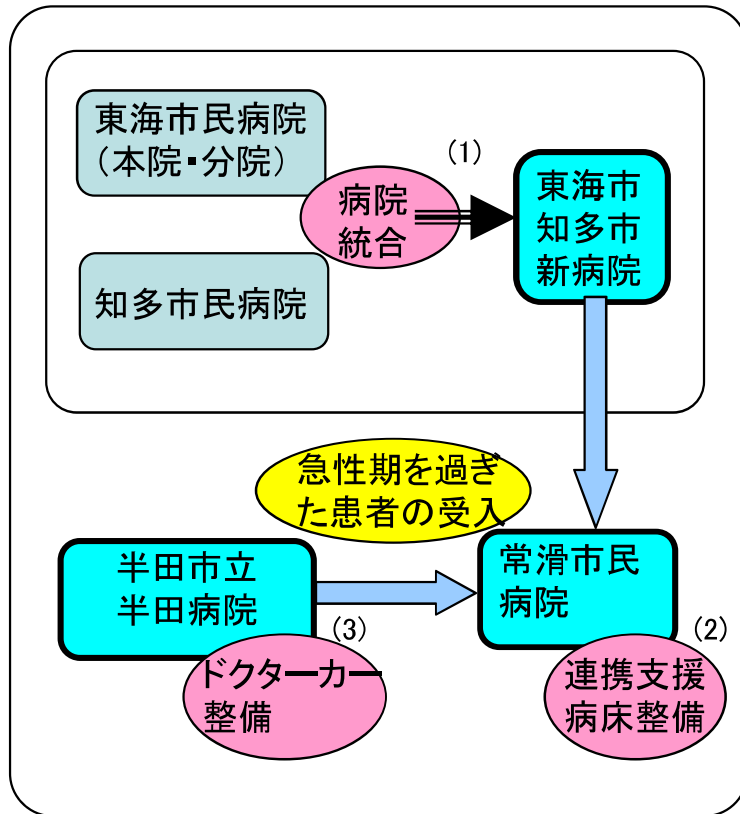 東海市民病院
（本院・分院）
病院
統合
(1)
東海市
知多市
新病院
知多市民病院
急性期を過ぎ
た患者の受入
半田市立
半田病院
常滑市民
病院
(3)
ドクターカー
整備
(2)
連携支援
病床整備